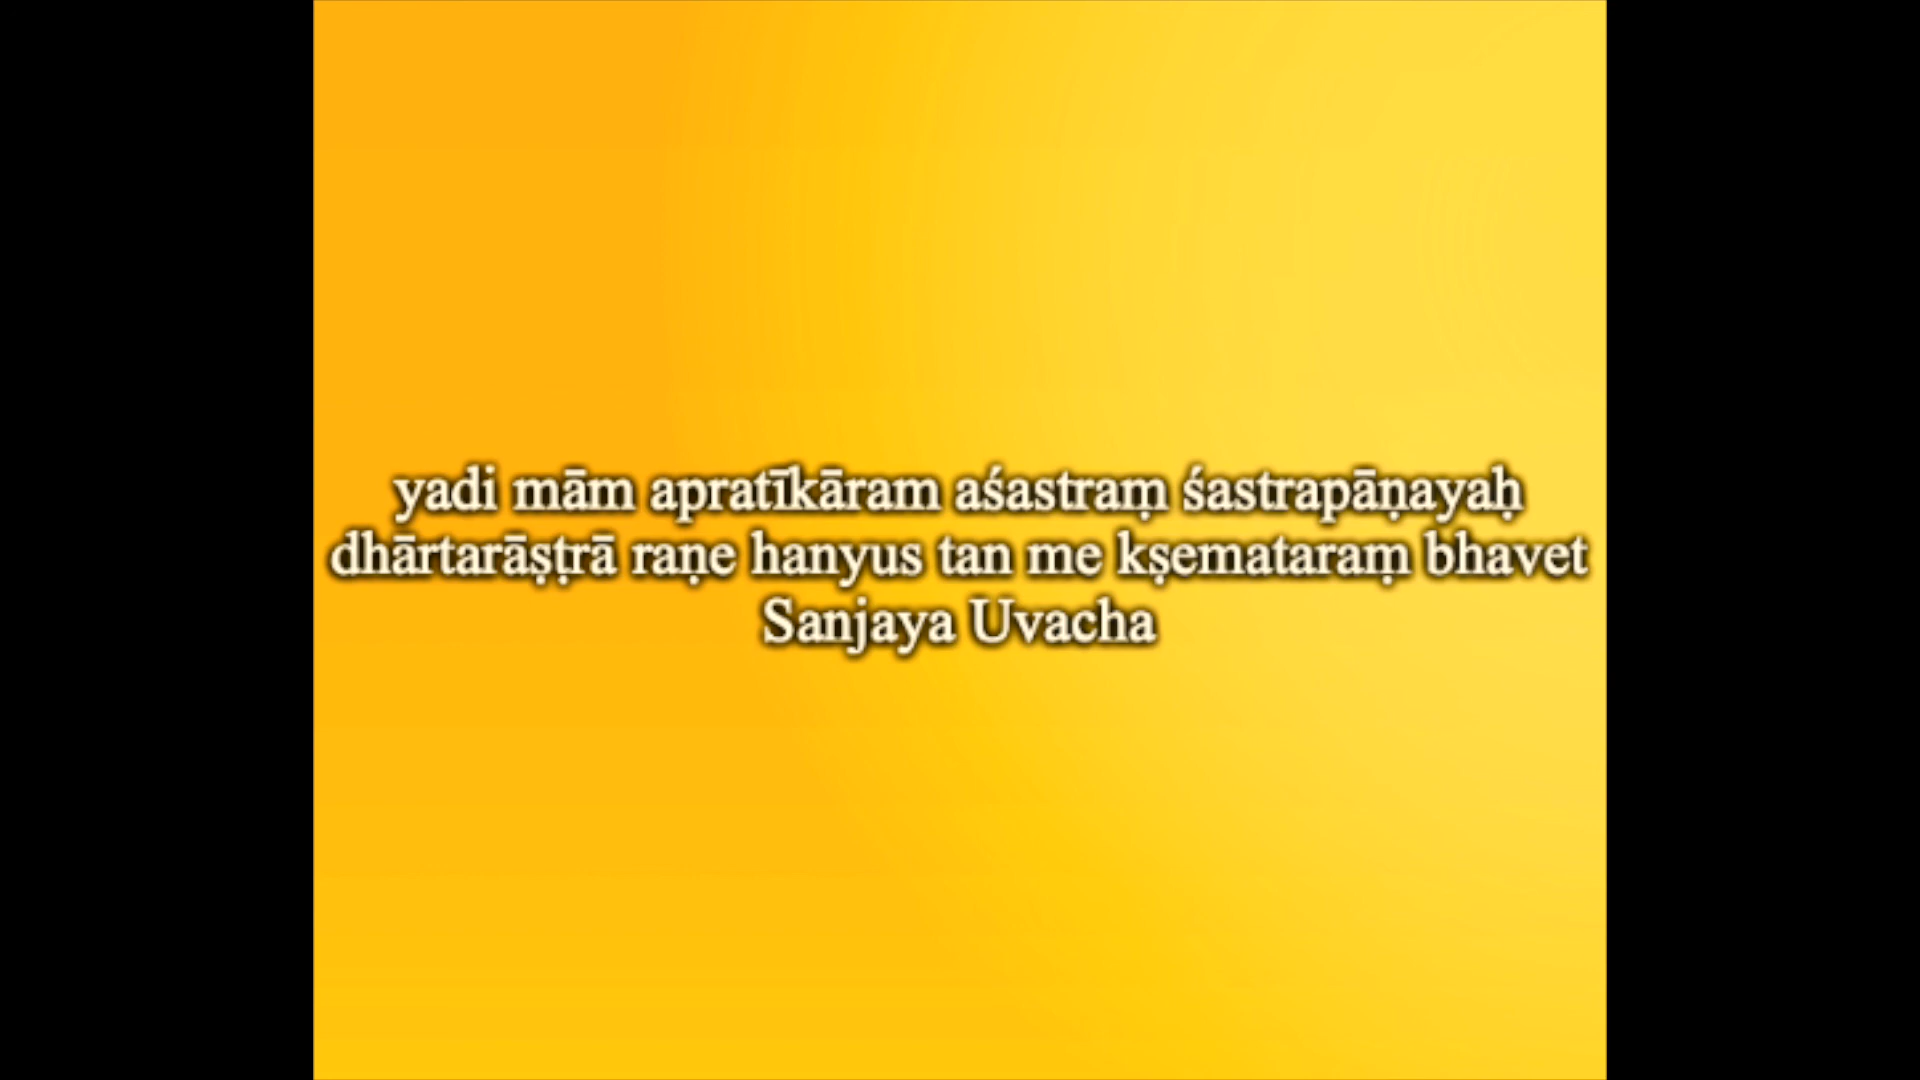 yadi mām apratīkāram aśastraṃ śastrapāṇayaḥ
dhārtarāṣṭrā raṇe hanyus tan me kṣemataraṃ bhavet
Sanjaya Uvacha